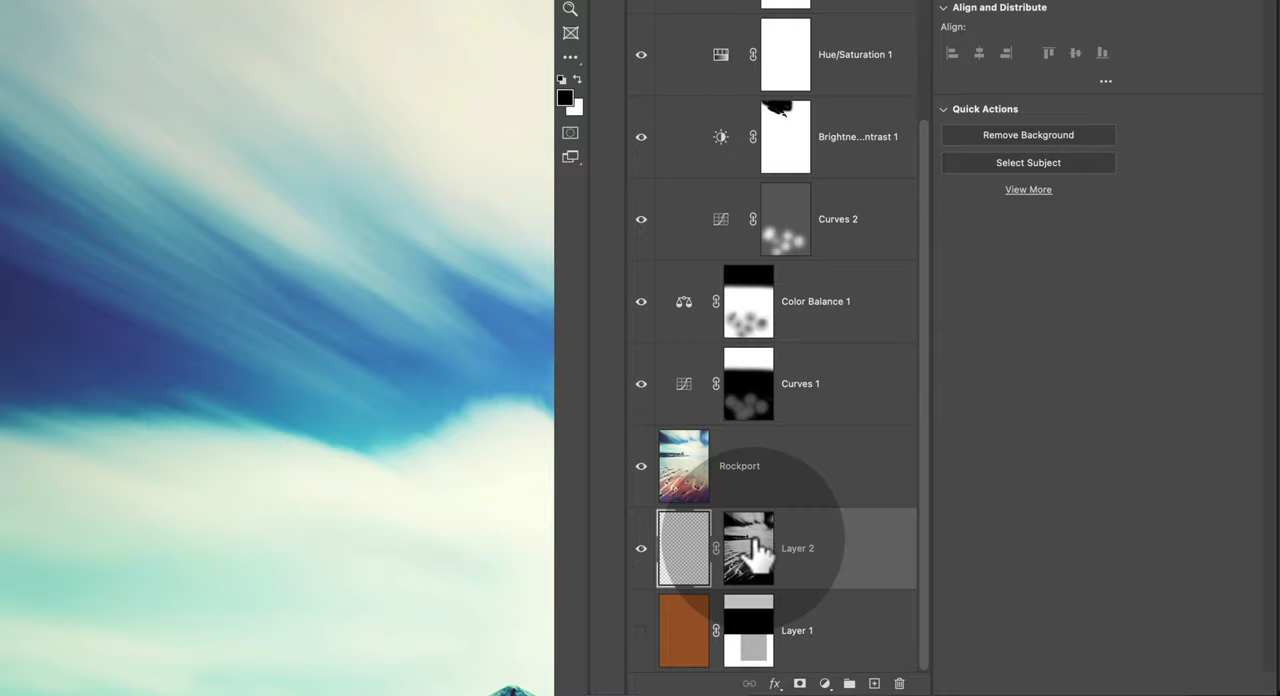 Align and Distribute
Align:
Hue/Saturation 1
Quick Actions
Brightne...ntrast 1
Remove Background
Select Subject
View More
Curves 2
Color Balance 1
Curves 1
Rockport
Layer 2
Layer 1
fx